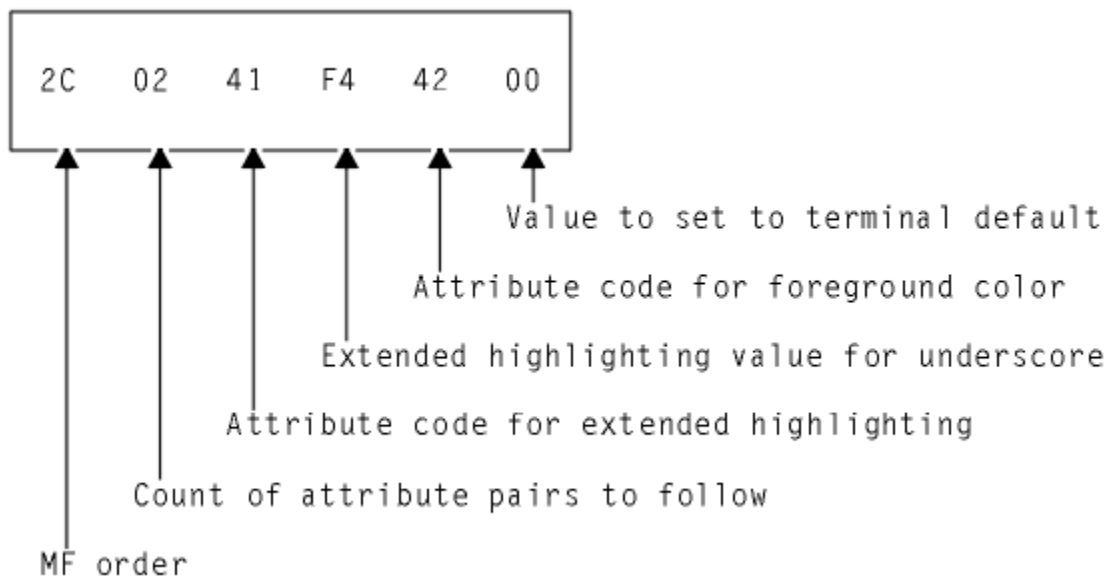 2C 02 41 F4 42 00
Value to set to terminal default
Attribute code for foreground color
Extended highlighting value for underscore
Attribute code for extended highlighting
Count of attribute pairs to follow
MF order